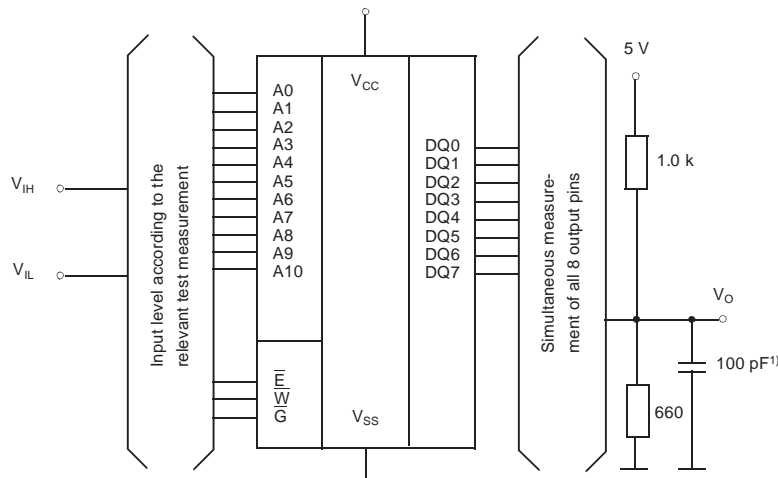 5 V
V_CC
A0
A1
A2
A3
A4
A5
A6
A7
A8
A9
A10
DQ0
DQ1
DQ2
DQ3
DQ4
DQ5
DQ6
DQ7
1.0 k
V_IH
V_IL
Input level according to the
relevant test measurement
Simultaneous measure-
ment of all 8 output pins
V_O
100 pF¹⁾
E̅
W̅
G̅
V_SS
660